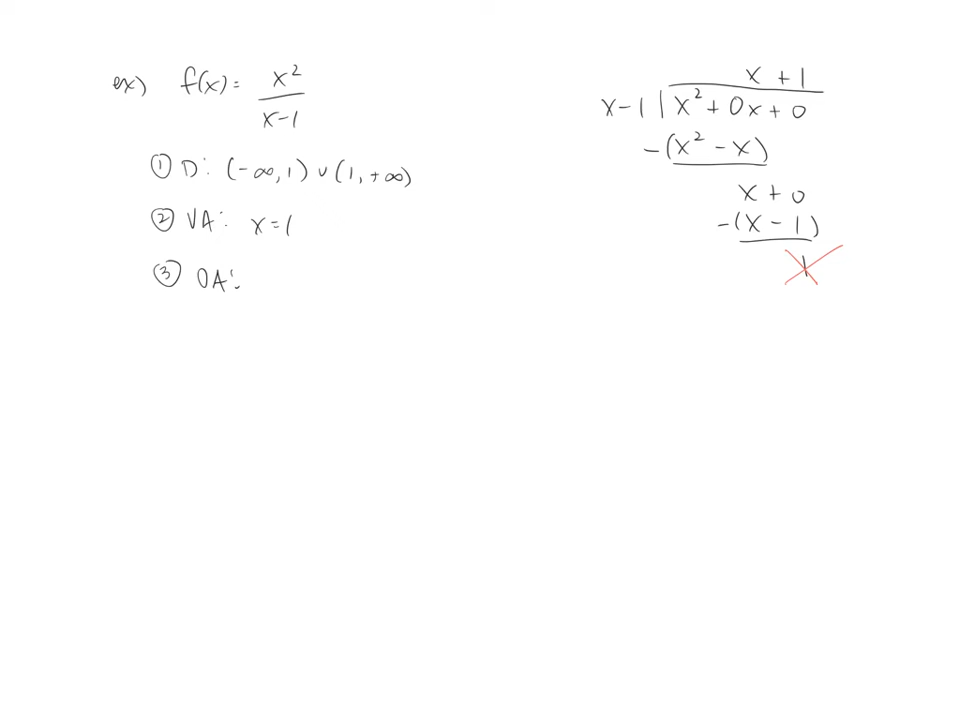 ex) f(x) = x²/(x-1)
① D: (-∞, 1) ∪ (1, +∞)
② VA: x = 1
③ OA:
x + 1
x-1 | x² + 0x + 0
-(x² - x)
x + 0
-(x - 1)
1